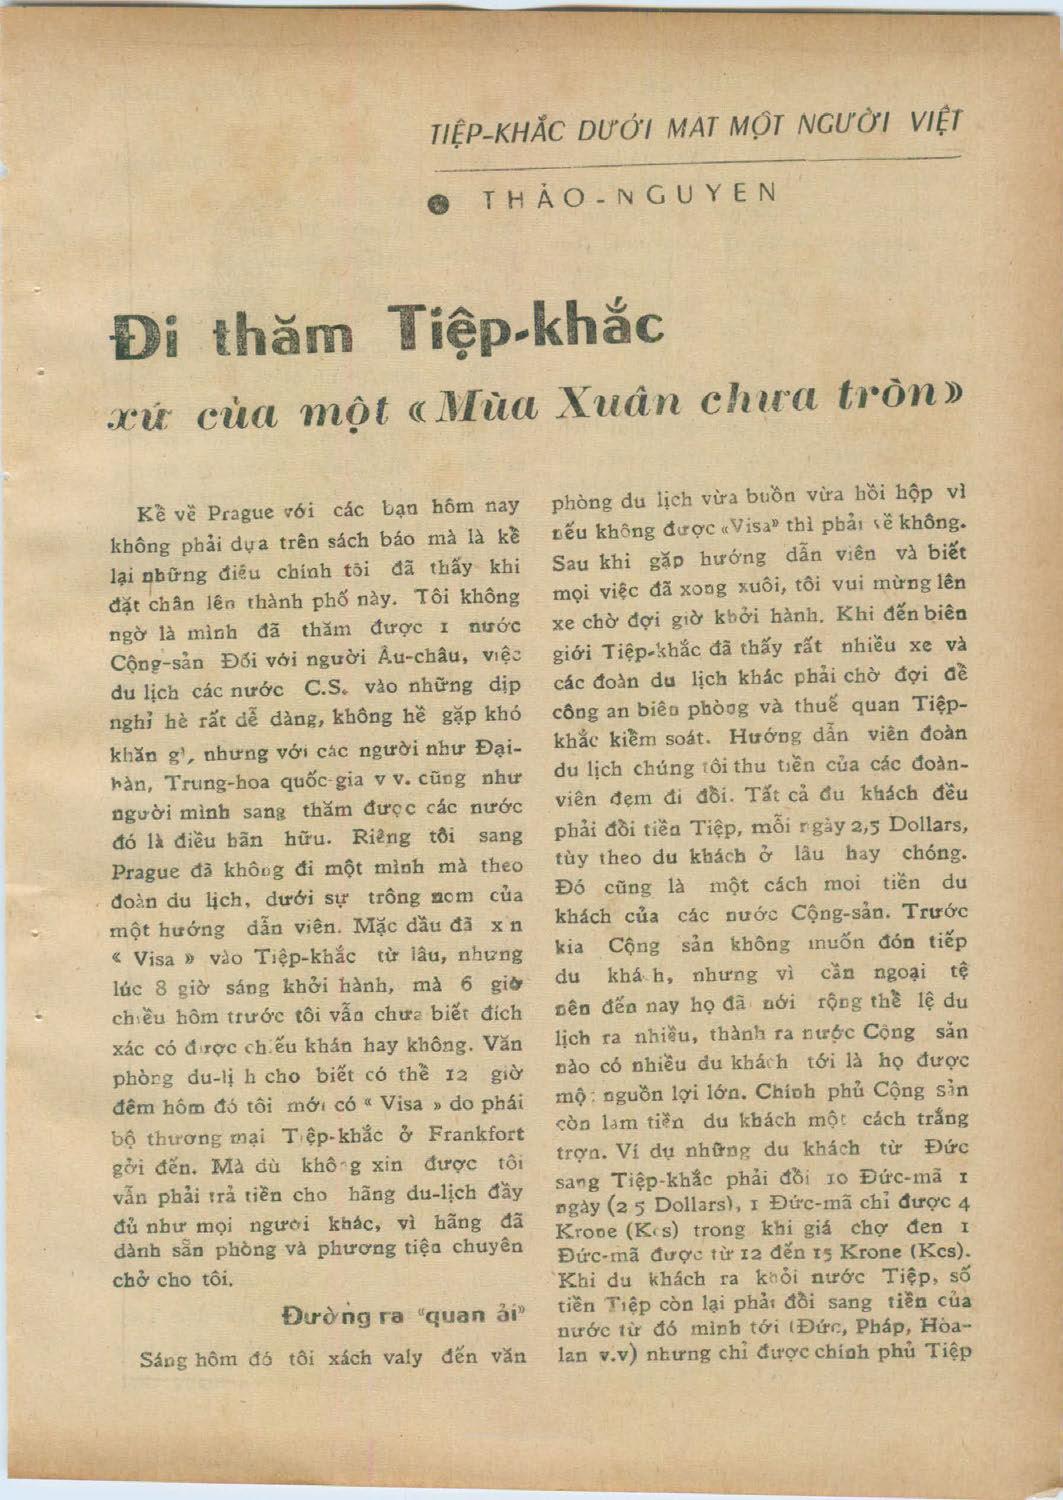 TIỆP-KHẮC DƯỚI MAT MỘT NGƯỜI VIỆT
● THẢO-NGUYEN
Đi thăm Tiệp-khắc
xứ của một «Mùa Xuân chưa tròn»
Kề về Prague với các bạn hôm nay
không phải dựa trên sách báo mà là kề
lại những điều chính tôi đã thấy khi
đặt chân lên thành phố này. Tôi không
ngờ là mình đã thăm được 1 nước
Cộng-sản Đối với người Âu-châu, việc
du lịch các nước C.S. vào những dịp
nghỉ hè rất dễ dàng, không hề gặp khó
khăn gì, nhưng với các người như Đại-
hàn, Trung-hoa quốc-gia v v. cũng như
người mình sang thăm được các nước
đó là điều hãn hữu. Riêng tôi sang
Prague đã không đi một mình mà theo
đoàn du lịch, dưới sự trông nom của
một hướng dẫn viên. Mặc dầu đã x n
« Visa » vào Tiệp-khắc từ lâu, nhưng
lúc 8 giờ sáng khởi hành, mà 6 giờ
chiều hôm trước tôi vẫn chưa biết đích
xác có được chiếu khán hay không. Văn
phòng du-lị h cho biết có thề 12 giờ
đêm hôm đó tôi mới có « Visa » do phái
bộ thương mại Tiệp-khắc ở Frankfort
gởi đến. Mà dù không xin được tôi
vẫn phải trả tiền cho hãng du-lịch đầy
đủ như mọi người khác, vì hãng đã
dành sẵn phòng và phương tiện chuyên
chở cho tôi.
Đường ra "quan ải"
Sáng hôm đó tôi xách valy đến văn
phòng du lịch vừa buồn vừa hồi hộp vì
nếu không được «Visa» thì phải về không.
Sau khi gặp hướng dẫn viên và biết
mọi việc đã xong xuôi, tôi vui mừng lên
xe chờ đợi giờ khởi hành. Khi đến biên
giới Tiệp-khắc đã thấy rất nhiều xe và
các đoàn du lịch khác phải chờ đợi đề
công an biên phòng và thuế quan Tiệp-
khắc kiềm soát. Hướng dẫn viên đoàn
du lịch chúng tôi thu tiền của các đoàn-
viên đẹm đi đồi. Tất cả đu khách đều
phải đồi tiền Tiệp, mỗi ngày 2,5 Dollars,
tùy theo du khách ở lâu hay chóng.
Đó cũng là một cách moi tiền du
khách của các nước Cộng-sản. Trước
kia Cộng sản không muốn đón tiếp
du khá h, nhưng vì cần ngoại tệ
nên đến nay họ đã nới rộng thề lệ du
lịch ra nhiều, thành ra nước Cộng sản
nào có nhiều du khách tới là họ được
một nguồn lợi lớn. Chính phủ Cộng sản
còn làm tiền du khách một cách trắng
trợn. Ví dụ những du khách từ Đức
sang Tiệp-khắc phải đồi 10 Đức-mã 1
ngày (2 5 Dollars), 1 Đức-mã chỉ được 4
Krone (Kcs) trong khi giá chợ đen 1
Đức-mã được từ 12 đến 15 Krone (Kcs).
Khi du khách ra khỏi nước Tiệp, số
tiền Tiệp còn lại phải đồi sang tiền của
nước từ đó mình tới (Đức, Pháp, Hòa-
lan v.v) nhưng chỉ được chính phủ Tiệp